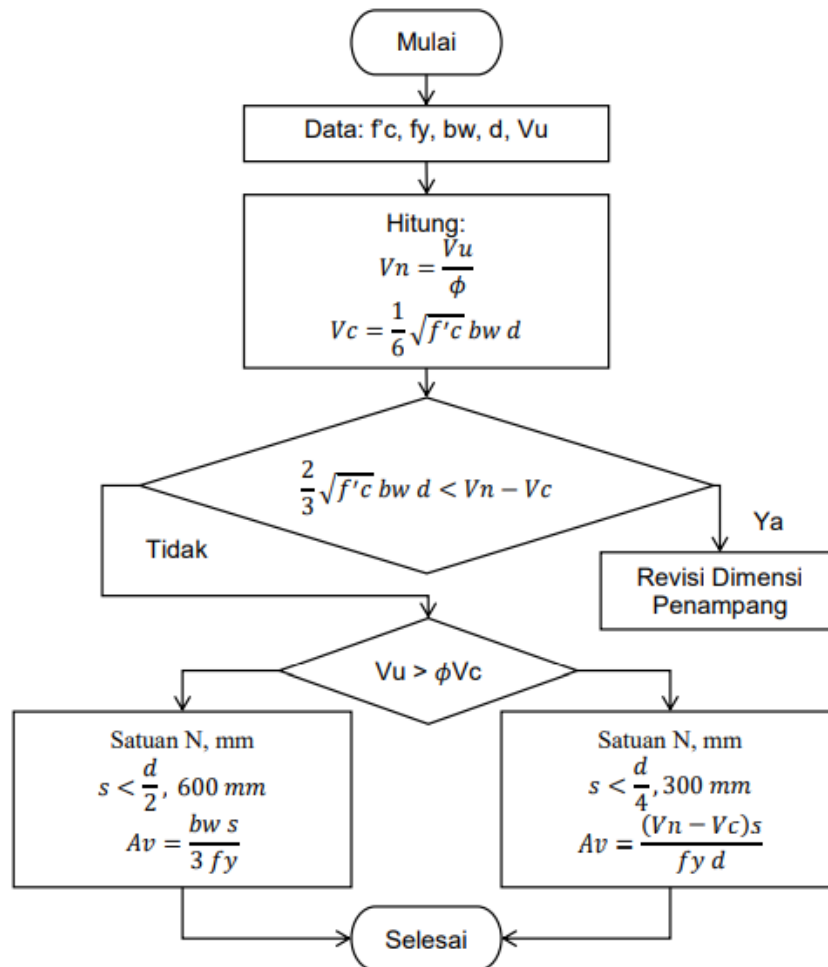 Mulai
Data: f'c, fy, bw, d, Vu
Hitung:
Vn = Vu/ϕ
Vc = 1/6 √f'c bw d
2/3 √f'c bw d < Vn − Vc
Ya
Tidak
Revisi Dimensi
Penampang
Vu > ϕVc
Satuan N, mm
s < d/2, 600 mm
Av = bw s/3 fy
Satuan N, mm
s < d/4, 300 mm
Av = (Vn − Vc)s/fy d
Selesai